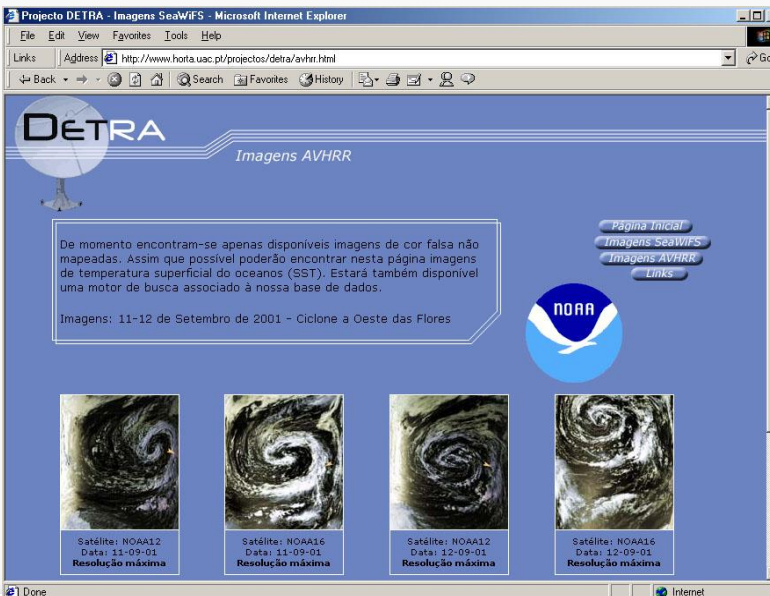 Projecto DETRA - Imagens SeaWiFS - Microsoft Internet Explorer
File Edit View Favorites Tools Help
Links Address http://www.horta.uac.pt/projectos/detra/avhrr.html Go
Back Search Favorites History
DETRA
Imagens AVHRR
Página Inicial
Imagens SeaWiFS
Imagens AVHRR
Links
De momento encontram-se apenas disponíveis imagens de cor falsa não
mapeadas. Assim que possível poderão encontrar nesta página imagens
de temperatura superficial do oceanos (SST). Estará também disponível
uma motor de busca associado à nossa base de dados.
Imagens: 11-12 de Setembro de 2001 - Ciclone a Oeste das Flores
NOAA
Satélite: NOAA12
Data: 11-09-01
Resolução máxima
Satélite: NOAA16
Data: 11-09-01
Resolução máxima
Satélite: NOAA12
Data: 12-09-01
Resolução máxima
Satélite: NOAA16
Data: 12-09-01
Resolução máxima
Done Internet